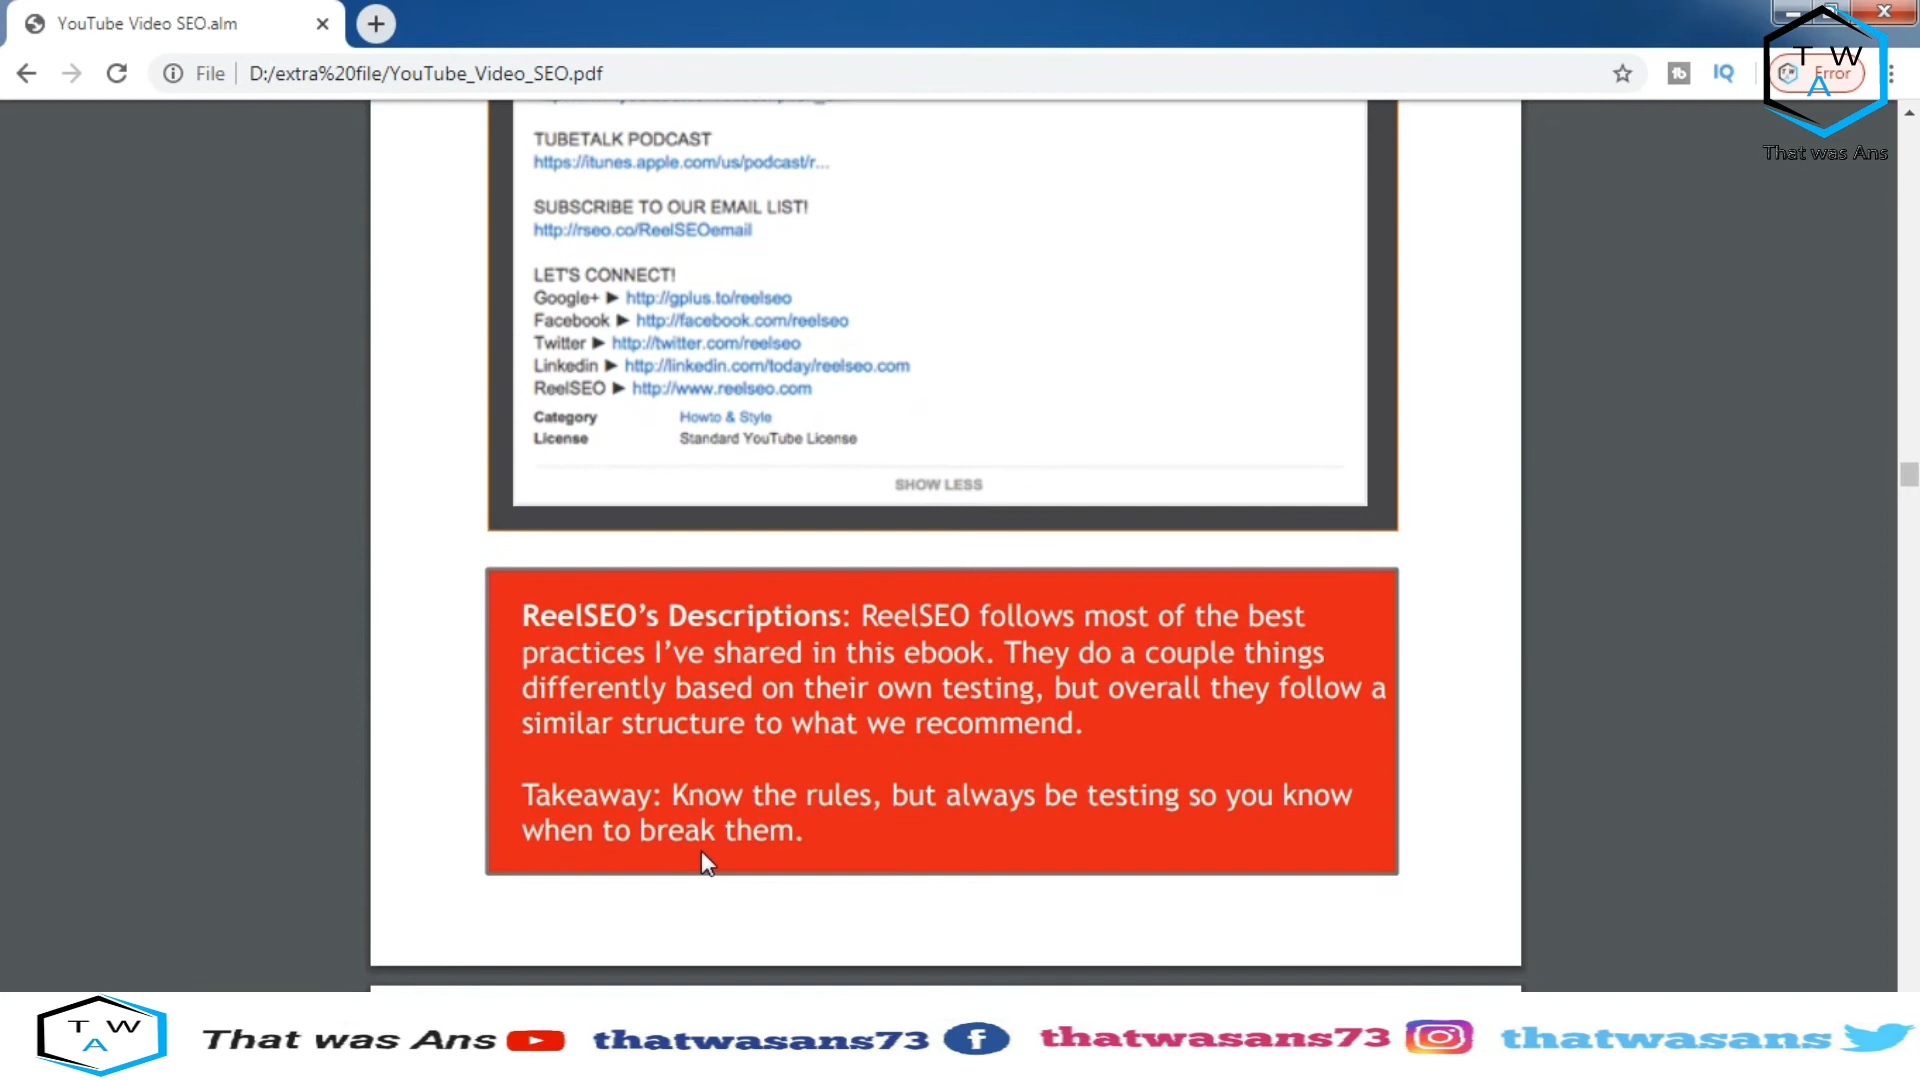 YouTube Video SEO.alm
File
D:/extra%20file/YouTube_Video_SEO.pdf
tb
IQ
Error
T W
A
That was Ans
TUBETALK PODCAST
https://itunes.apple.com/us/podcast/r...
SUBSCRIBE TO OUR EMAIL LIST!
http://rseo.co/ReelSEOemail
LET'S CONNECT!
Google+ ► http://gplus.to/reelseo
Facebook ► http://facebook.com/reelseo
Twitter ► http://twitter.com/reelseo
Linkedin ► http://linkedin.com/today/reelseo.com
ReelSEO ► http://www.reelseo.com
Category Howto & Style
License Standard YouTube License
SHOW LESS
ReelSEO’s Descriptions: ReelSEO follows most of the best
practices I’ve shared in this ebook. They do a couple things
differently based on their own testing, but overall they follow a
similar structure to what we recommend.
Takeaway: Know the rules, but always be testing so you know
when to break them.
T W
A
That was Ans thatwasans73 thatwasans73 thatwasans